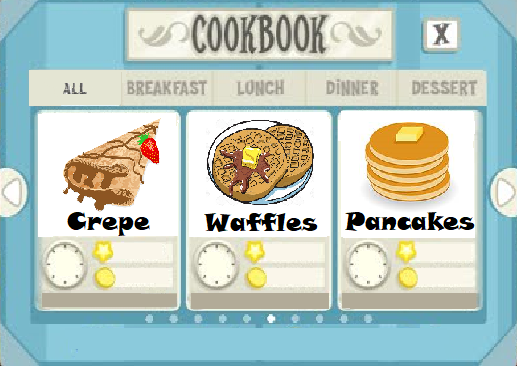 COOKBOOK
X
ALL BREAKFAST LUNCH DINNER DESSERT
Crepe Waffles Pancakes